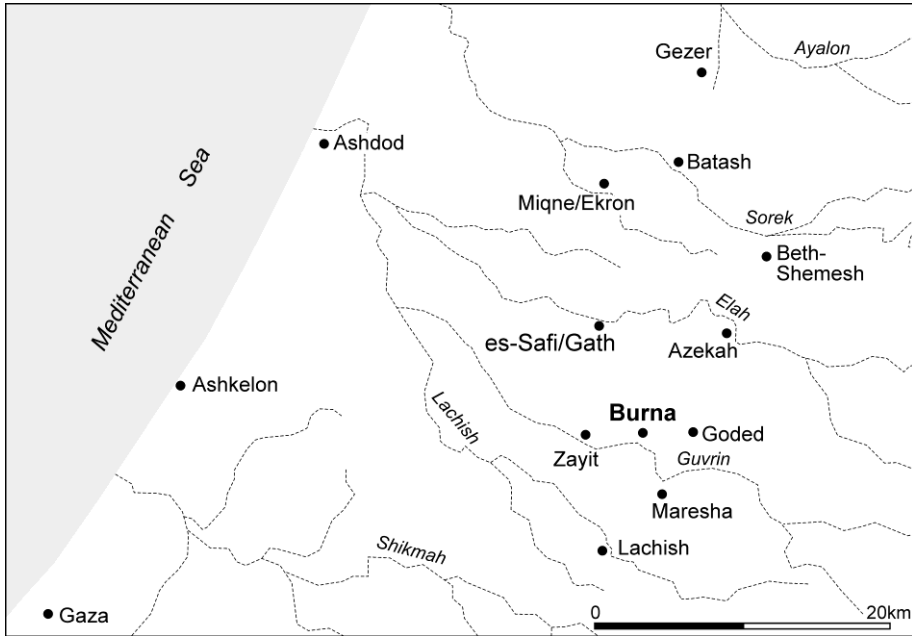 Gezer
Ayalon
Mediterranean Sea
Ashdod
Batash
Miqne/Ekron
Sorek
Beth-
Shemesh
Elah
es-Safi/Gath
Azekah
Ashkelon
Lachish
Burna
Goded
Zayit
Guvrin
Maresha
Lachish
Shikmah
Gaza
0 20km